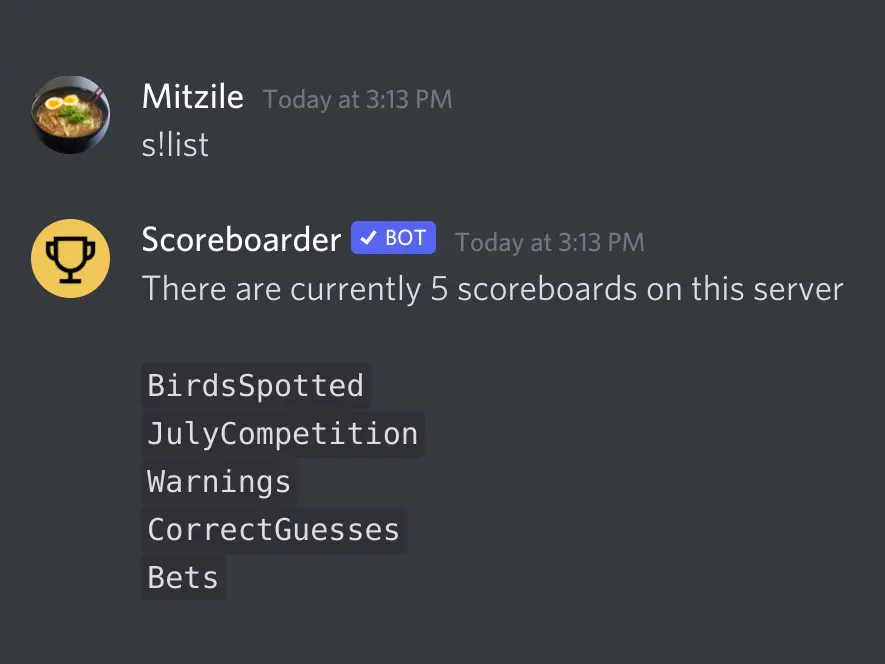 Mitzile Today at 3:13 PM
s!list
Scoreboarder BOT Today at 3:13 PM
There are currently 5 scoreboards on this server
BirdsSpotted
JulyCompetition
Warnings
CorrectGuesses
Bets